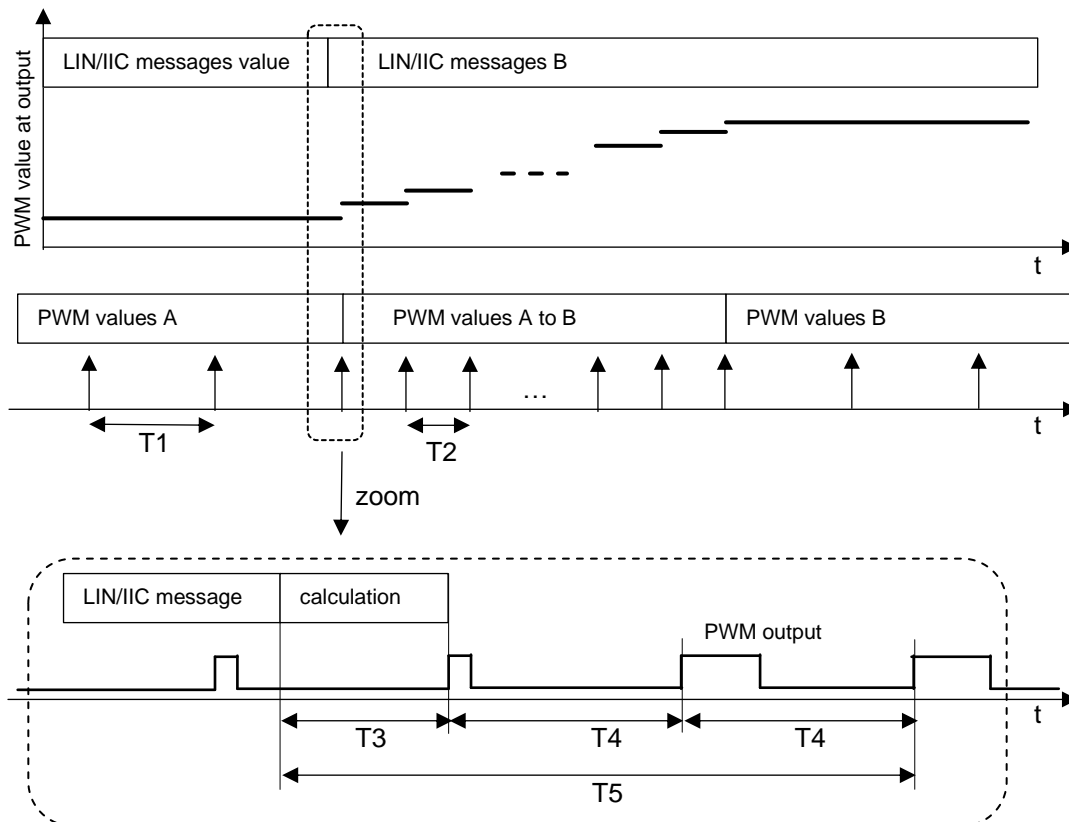 PWM value at output
LIN/IIC messages value
LIN/IIC messages B
t
PWM values A
PWM values A to B
PWM values B
...
t
T1
T2
zoom
LIN/IIC message
calculation
PWM output
t
T3
T4
T4
T5